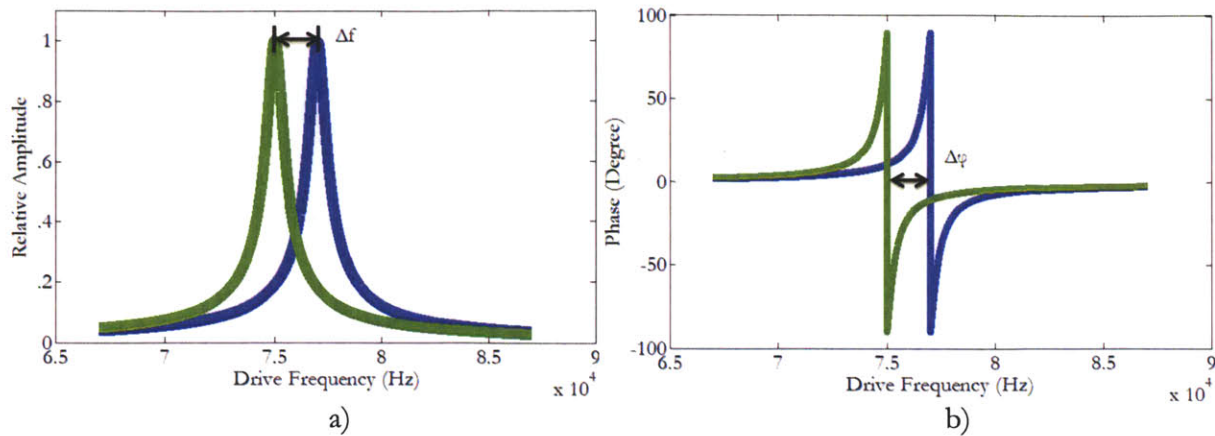 Δf
Relative Amplitude
1
.8
.6
.4
.2
0
6.5 7 7.5 8 8.5 9
Drive Frequency (Hz)
x 10⁴
a)
Δφ
Phase (Degree)
100
50
0
-50
-100
6.5 7 7.5 8 8.5 9
Drive Frequency (Hz)
x 10⁴
b)